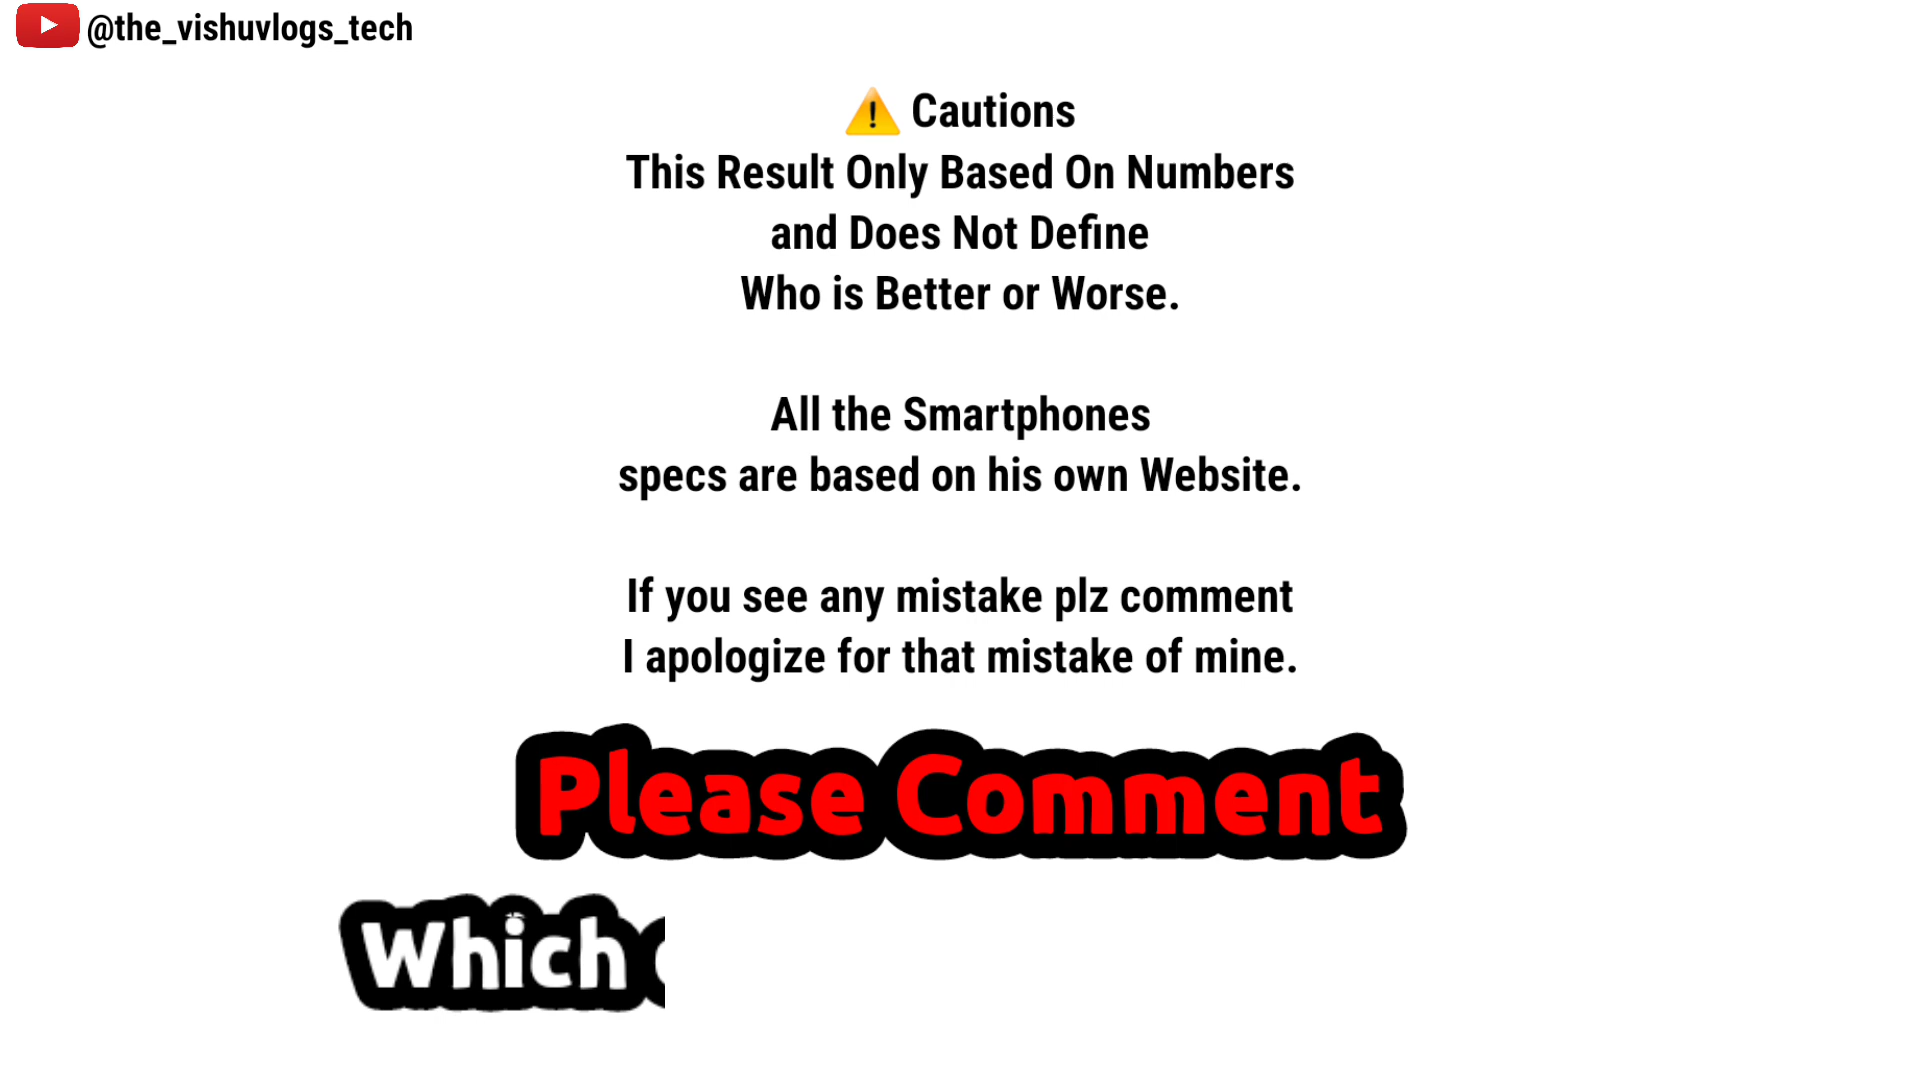 @the_vishuvlogs_tech
⚠️ Cautions
This Result Only Based On Numbers
and Does Not Define
Who is Better or Worse.
All the Smartphones
specs are based on his own Website.
If you see any mistake plz comment
I apologize for that mistake of mine.
Please Comment
Which